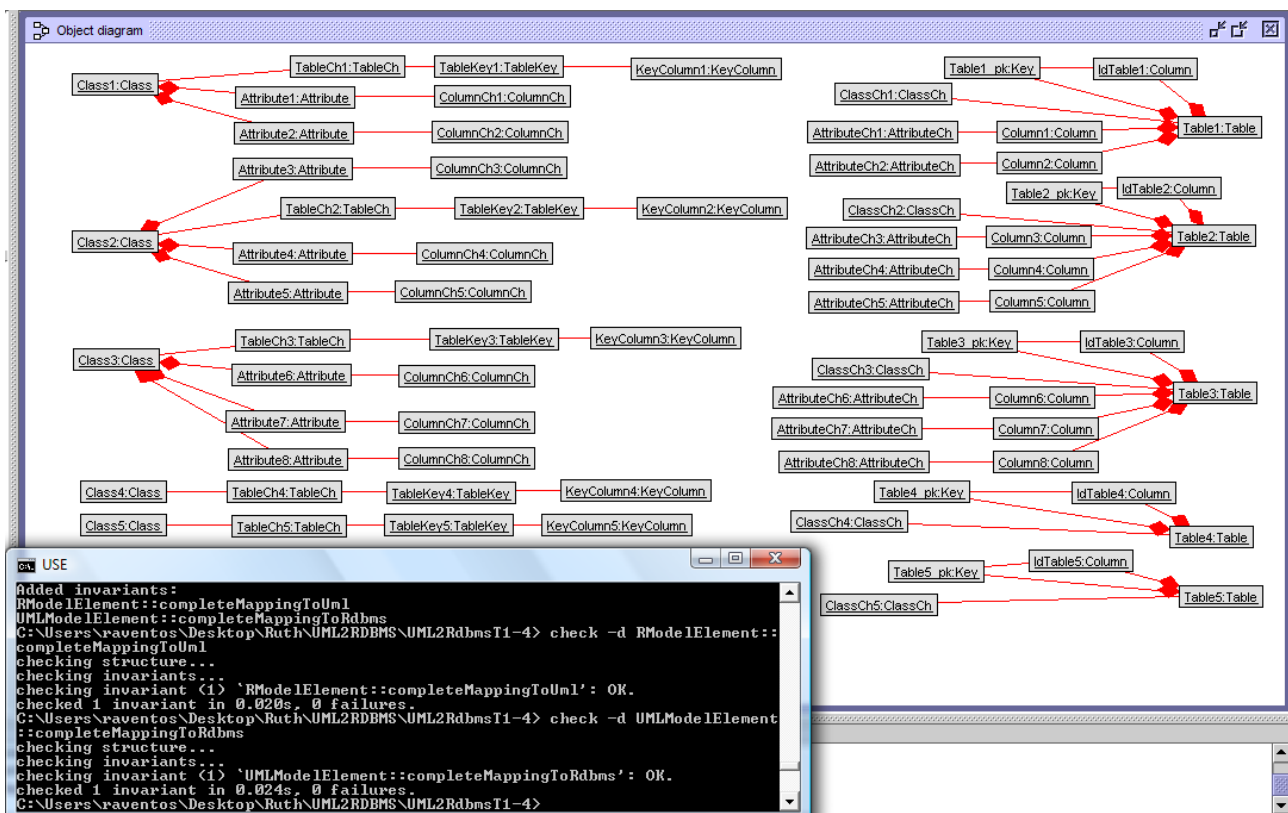 Object diagram
Class1:Class
TableCh1:TableCh
TableKey1:TableKey
KeyColumn1:KeyColumn
Attribute1:Attribute
ColumnCh1:ColumnCh
Attribute2:Attribute
ColumnCh2:ColumnCh
Attribute3:Attribute
ColumnCh3:ColumnCh
TableCh2:TableCh
TableKey2:TableKey
KeyColumn2:KeyColumn
Class2:Class
Attribute4:Attribute
ColumnCh4:ColumnCh
Attribute5:Attribute
ColumnCh5:ColumnCh
TableCh3:TableCh
TableKey3:TableKey
KeyColumn3:KeyColumn
Class3:Class
Attribute6:Attribute
ColumnCh6:ColumnCh
Attribute7:Attribute
ColumnCh7:ColumnCh
Attribute8:Attribute
ColumnCh8:ColumnCh
Class4:Class
TableCh4:TableCh
TableKey4:TableKey
KeyColumn4:KeyColumn
Class5:Class
TableCh5:TableCh
TableKey5:TableKey
KeyColumn5:KeyColumn
Table1_pk:Key
IdTable1:Column
ClassCh1:ClassCh
Table1:Table
AttributeCh1:AttributeCh
Column1:Column
AttributeCh2:AttributeCh
Column2:Column
Table2_pk:Key
IdTable2:Column
ClassCh2:ClassCh
Table2:Table
AttributeCh3:AttributeCh
Column3:Column
AttributeCh4:AttributeCh
Column4:Column
AttributeCh5:AttributeCh
Column5:Column
Table3_pk:Key
IdTable3:Column
ClassCh3:ClassCh
Table3:Table
AttributeCh6:AttributeCh
Column6:Column
AttributeCh7:AttributeCh
Column7:Column
AttributeCh8:AttributeCh
Column8:Column
Table4_pk:Key
IdTable4:Column
ClassCh4:ClassCh
Table4:Table
Table5_pk:Key
IdTable5:Column
ClassCh5:ClassCh
Table5:Table
USE
Added invariants:
RModelElement::completeMappingToUml
UMLModelElement::completeMappingToRdbms
C:\Users\raventos\Desktop\Ruth\UML2RDBMS\UML2RdbmsT1-4> check -d RModelElement::
completeMappingToUml
checking structure...
checking invariants...
checking invariant (1) `RModelElement::completeMappingToUml': OK.
checked 1 invariant in 0.020s, 0 failures.
C:\Users\raventos\Desktop\Ruth\UML2RDBMS\UML2RdbmsT1-4> check -d UMLModelElement
::completeMappingToRdbms
checking structure...
checking invariants...
checking invariant (1) `UMLModelElement::completeMappingToRdbms': OK.
checked 1 invariant in 0.024s, 0 failures.
C:\Users\raventos\Desktop\Ruth\UML2RDBMS\UML2RdbmsT1-4>